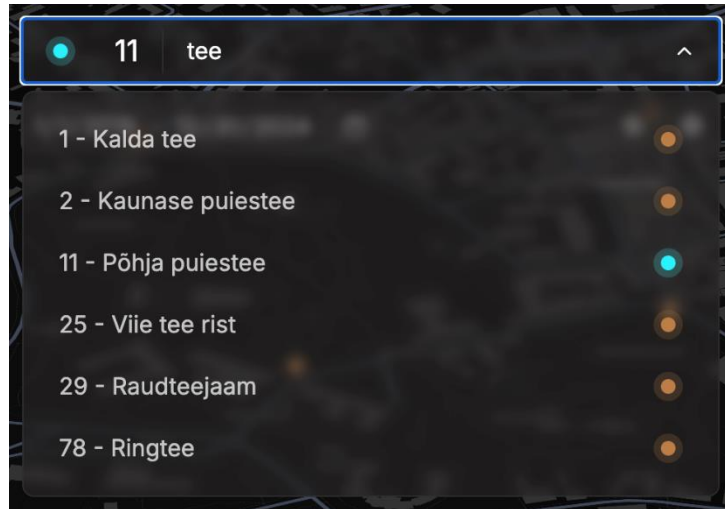 11 tee
1 - Kalda tee
2 - Kaunase puiestee
11 - Põhja puiestee
25 - Viie tee rist
29 - Raudteejaam
78 - Ringtee